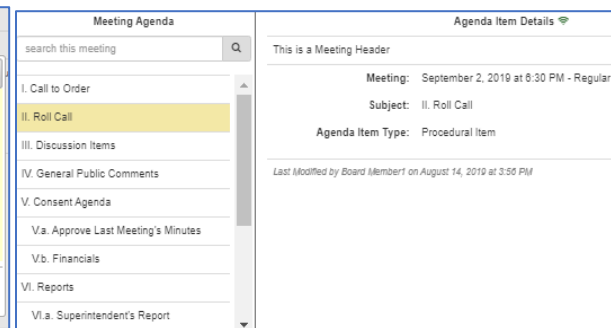 Meeting Agenda
search this meeting
I. Call to Order
II. Roll Call
III. Discussion Items
IV. General Public Comments
V. Consent Agenda
V.a. Approve Last Meeting's Minutes
V.b. Financials
VI. Reports
VI.a. Superintendent's Report
Agenda Item Details
This is a Meeting Header
Meeting: September 2, 2019 at 6:30 PM - Regular
Subject: II. Roll Call
Agenda Item Type: Procedural Item
Last Modified by Board Member1 on August 14, 2019 at 3:56 PM